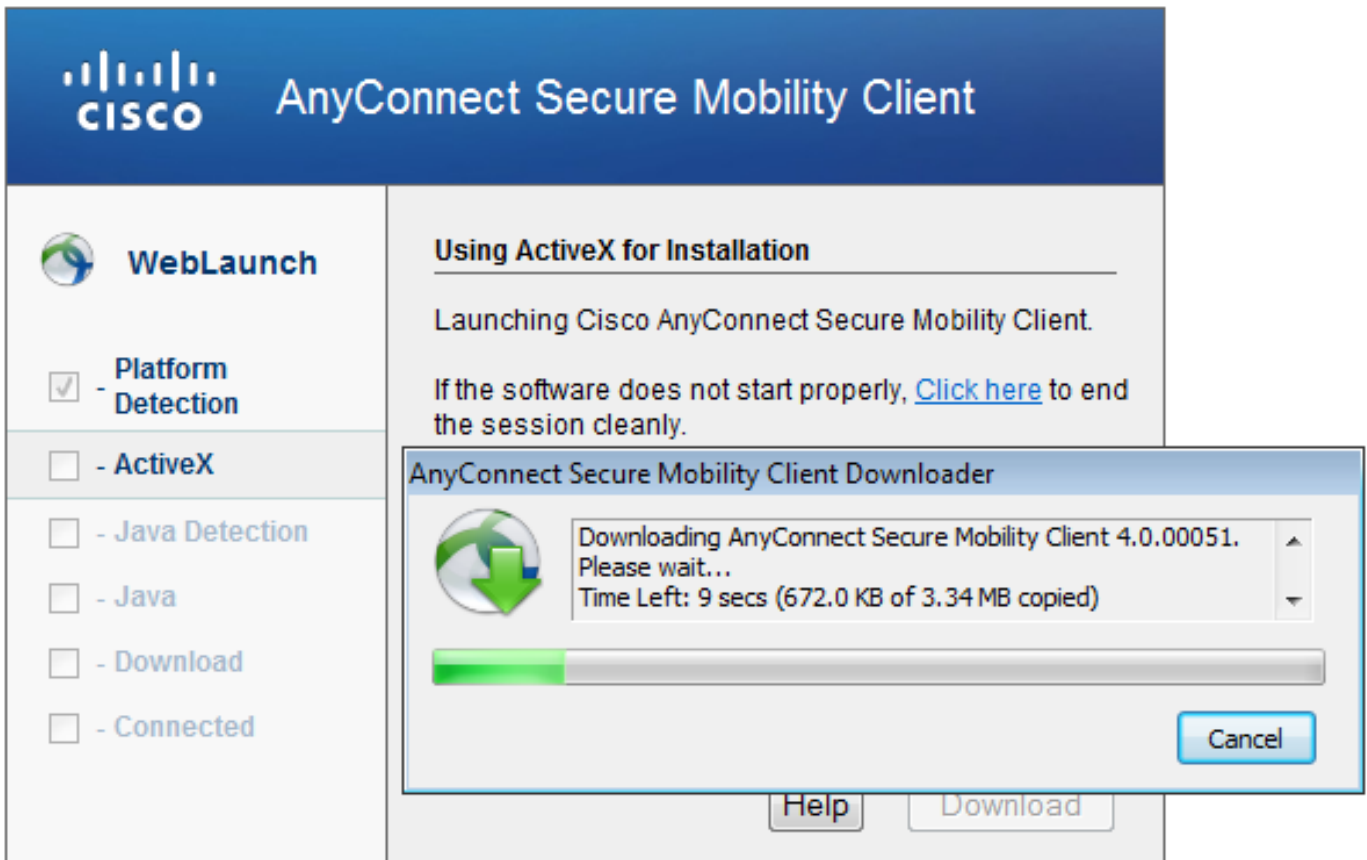 CISCO
AnyConnect Secure Mobility Client
WebLaunch
- Platform
Detection
- ActiveX
- Java Detection
- Java
- Download
- Connected
Using ActiveX for Installation
Launching Cisco AnyConnect Secure Mobility Client.
If the software does not start properly, Click here to end
the session cleanly.
AnyConnect Secure Mobility Client Downloader
Downloading AnyConnect Secure Mobility Client 4.0.00051.
Please wait...
Time Left: 9 secs (672.0 KB of 3.34 MB copied)
Cancel
Help
Download